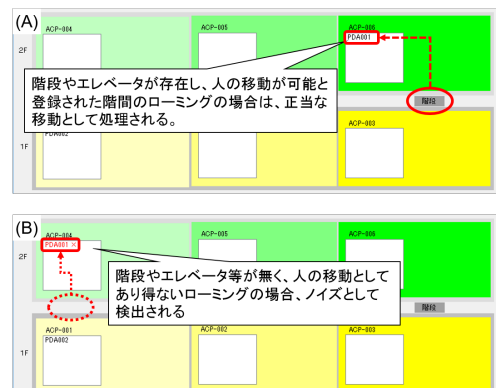 (A)
ACP-004
ACP-005
ACP-006
PDA001
2F
階段やエレベータが存在し、人の移動が可能と
登録された階間のローミングの場合は、正当な
移動として処理される。
階段
ACP-003
PDA002
1F
(B)
ACP-004
ACP-005
ACP-006
PDA001 ×
2F
階段やエレベータ等が無く、人の移動として
あり得ないローミングの場合、ノイズとして
検出される
階段
ACP-001
ACP-002
ACP-003
PDA002
1F